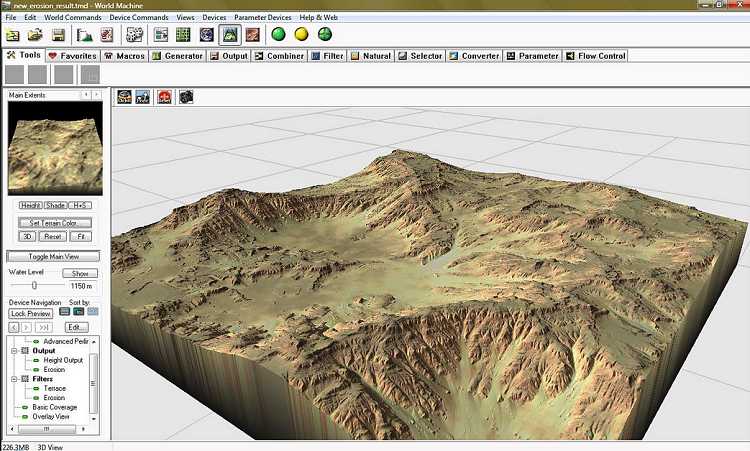 new_erosion_result.tmd - World Machine
File Edit World Commands Device Commands Views Devices Parameter Devices Help & Web
Tools Favorites Macros Generator Output Combiner Filter Natural Selector Converter Parameter Flow Control
Main Extents
Height Shade H+S
Set Terrain Color...
3D Reset Fit
Toggle Main View
Water Level Show
1150 m
Device Navigation Sort by:
Lock Preview
< > >>| Edit...
Advanced Perlin
Output
Height Output
Erosion
Filters
Terrace
Erosion
Basic Coverage
Overlay View
226.3MB 3D View